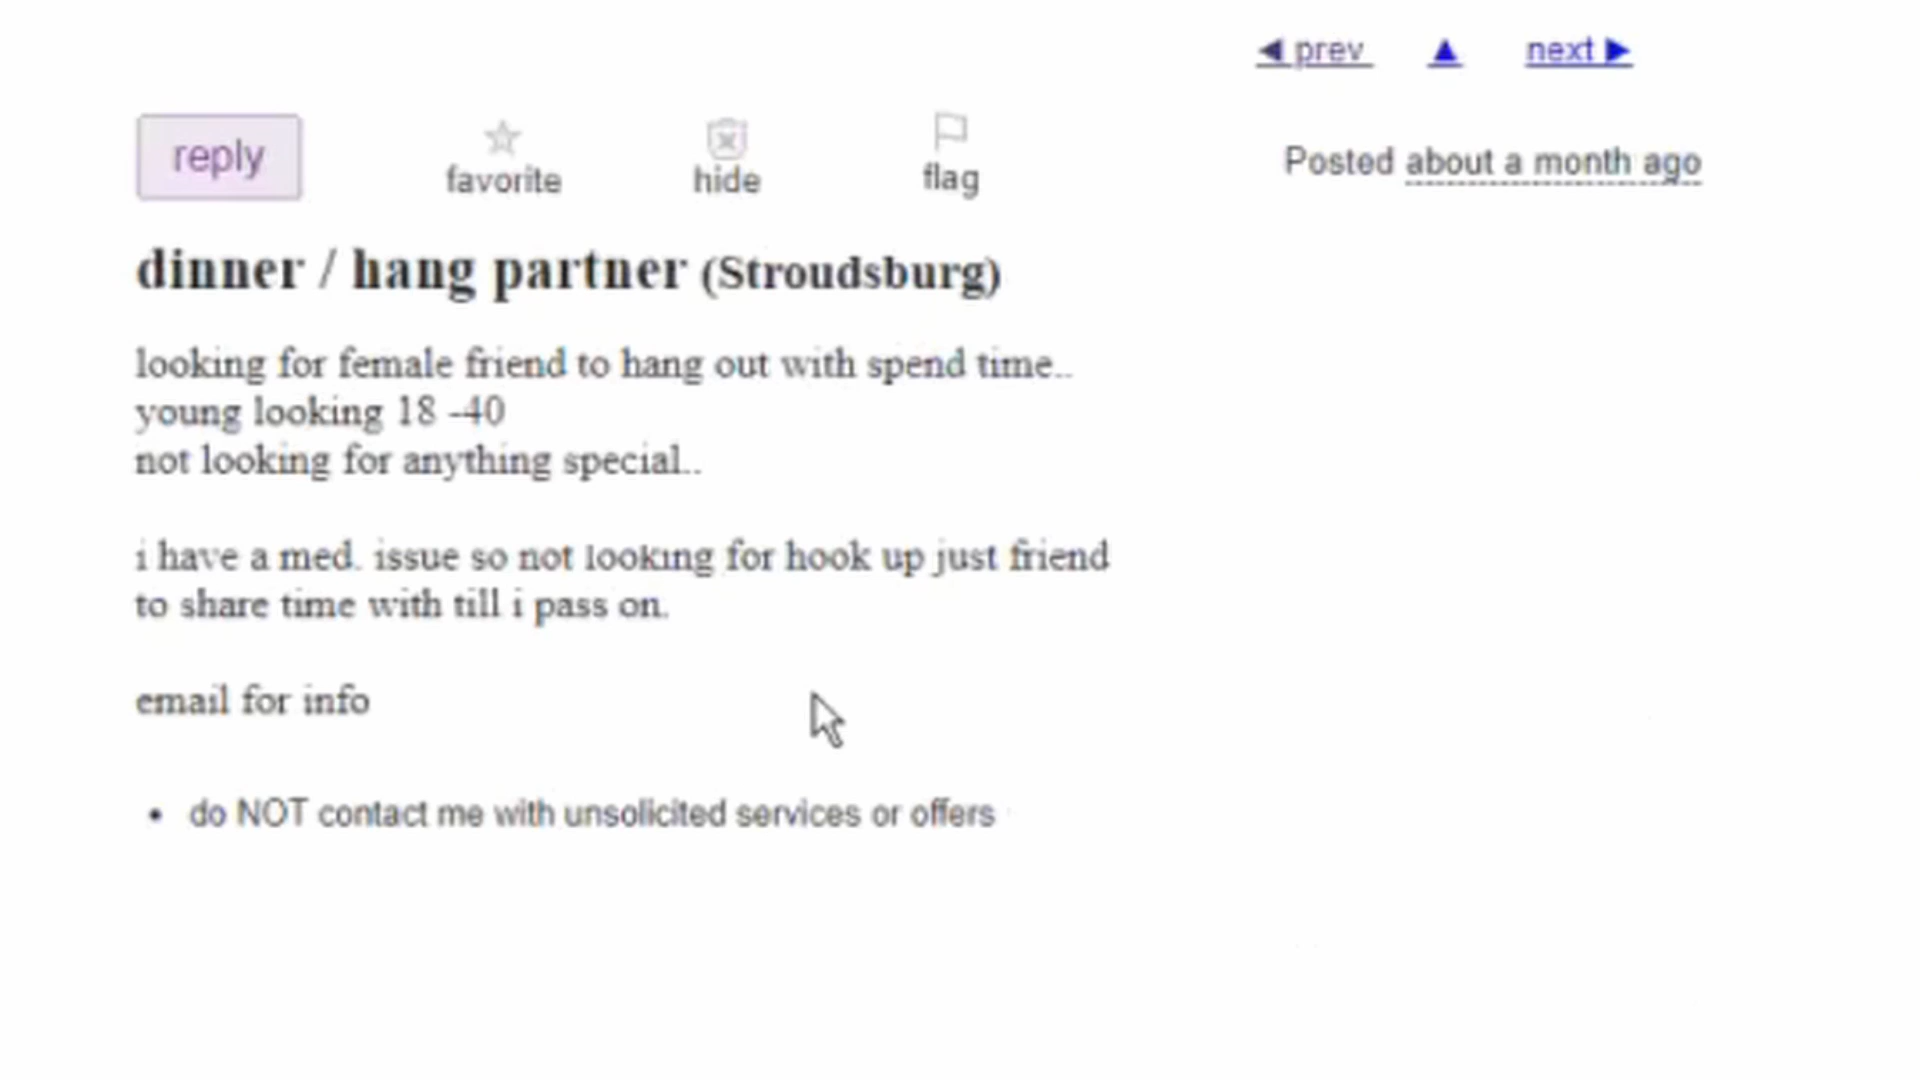 ◀ prev ▲ next ▶
reply
favorite
hide
flag
Posted about a month ago
dinner / hang partner (Stroudsburg)
looking for female friend to hang out with spend time..
young looking 18 -40
not looking for anything special..
i have a med. issue so not looking for hook up just friend
to share time with till i pass on.
email for info
• do NOT contact me with unsolicited services or offers